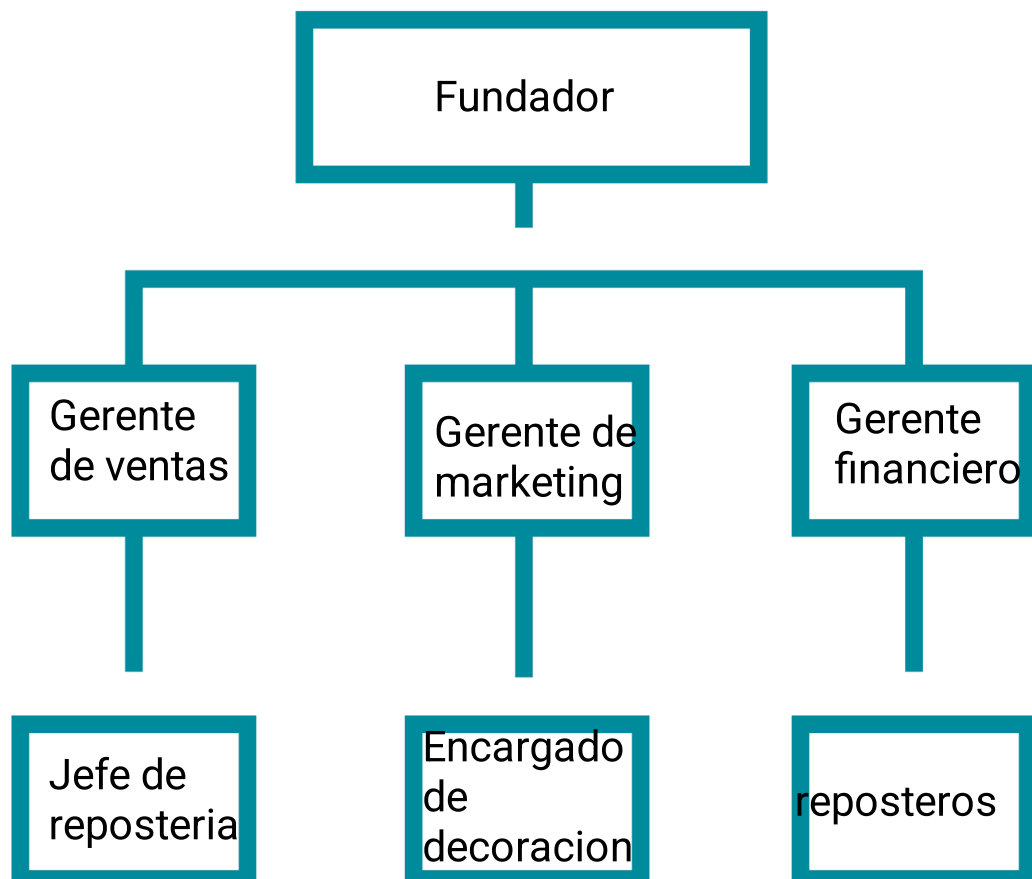 Fundador
Gerente
de ventas
Gerente de
marketing
Gerente
financiero
Jefe de
reposteria
Encargado
de
decoracion
reposteros